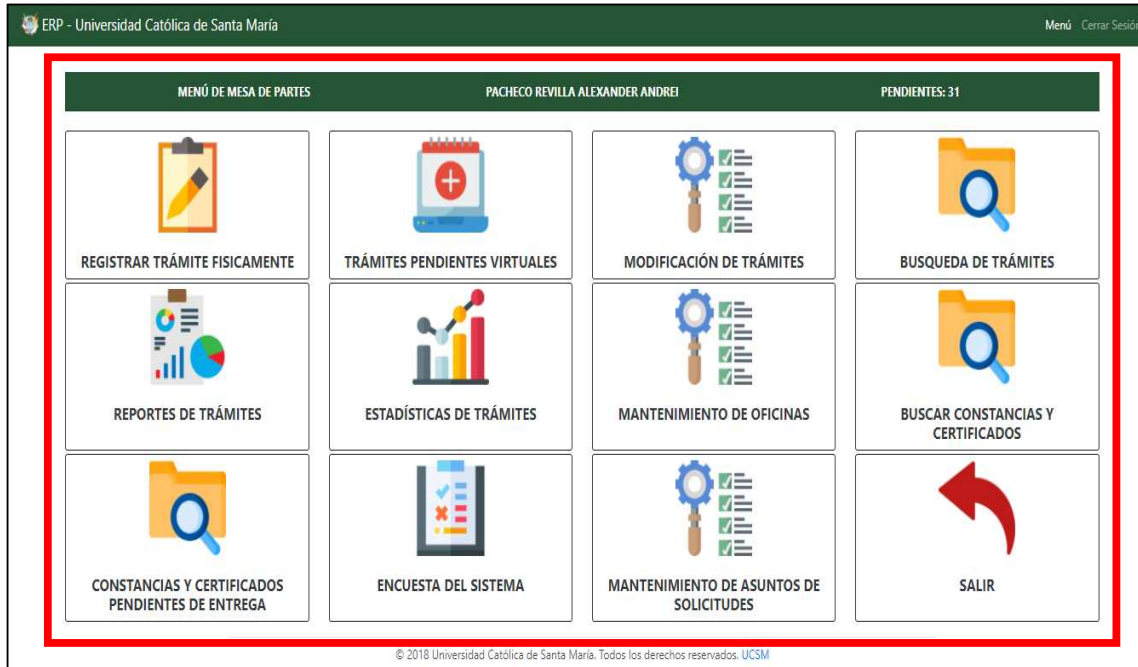 ERP - Universidad Católica de Santa María
Menú Cerrar Sesión
MENÚ DE MESA DE PARTES PACHECO REVILLA ALEXANDER ANDREI PENDIENTES: 31
REGISTRAR TRÁMITE FISICAMENTE
TRÁMITES PENDIENTES VIRTUALES
MODIFICACIÓN DE TRÁMITES
BUSQUEDA DE TRÁMITES
REPORTES DE TRÁMITES
ESTADÍSTICAS DE TRÁMITES
MANTENIMIENTO DE OFICINAS
BUSCAR CONSTANCIAS Y
CERTIFICADOS
CONSTANCIAS Y CERTIFICADOS
PENDIENTES DE ENTREGA
ENCUESTA DEL SISTEMA
MANTENIMIENTO DE ASUNTOS DE
SOLICITUDES
SALIR
© 2018 Universidad Católica de Santa María. Todos los derechos reservados. UCSM